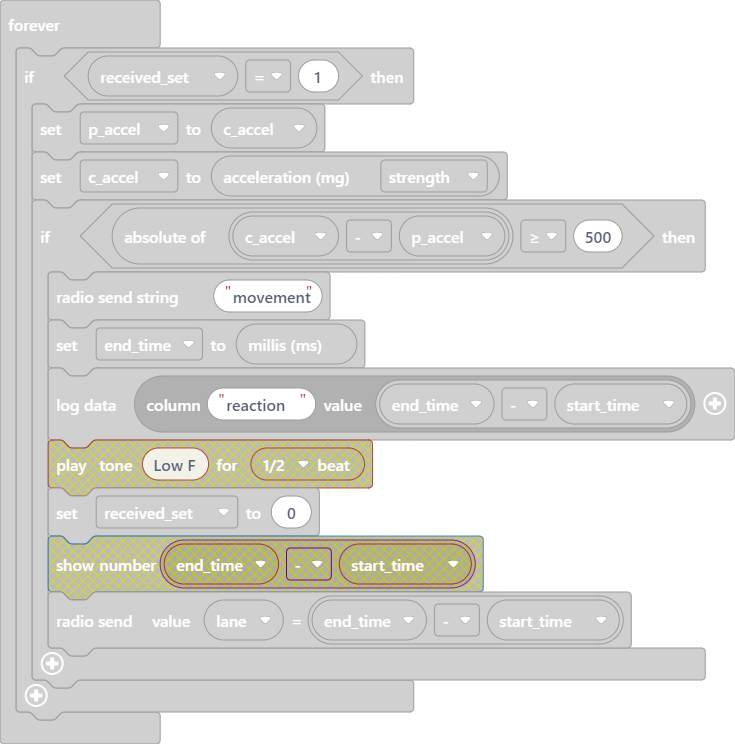 forever
if received_set = 1 then
set p_accel to c_accel
set c_accel to acceleration (mg) strength
if absolute of c_accel - p_accel ≥ 500 then
radio send string "movement"
set end_time to millis (ms)
log data column "reaction" value end_time - start_time
play tone Low F for 1/2 beat
set received_set to 0
show number end_time - start_time
radio send value lane = end_time - start_time